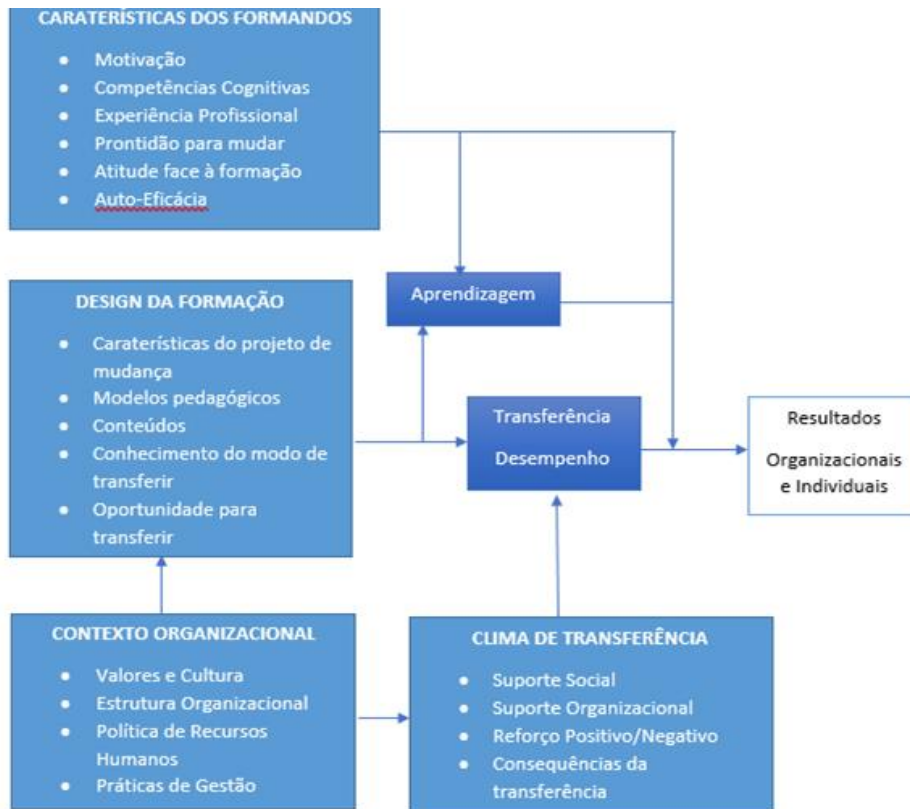 CARATERÍSTICAS DOS FORMANDOS
● Motivação
● Competências Cognitivas
● Experiência Profissional
● Prontidão para mudar
● Atitude face à formação
● Auto-Eficácia
Aprendizagem
DESIGN DA FORMAÇÃO
● Caraterísticas do projeto de
mudança
● Modelos pedagógicos
● Conteúdos
● Conhecimento do modo de
transferir
● Oportunidade para
transferir
Transferência
Desempenho
Resultados
Organizacionais
e Individuais
CONTEXTO ORGANIZACIONAL
● Valores e Cultura
● Estrutura Organizacional
● Política de Recursos
Humanos
● Práticas de Gestão
CLIMA DE TRANSFERÊNCIA
● Suporte Social
● Suporte Organizacional
● Reforço Positivo/Negativo
● Consequências da
transferência